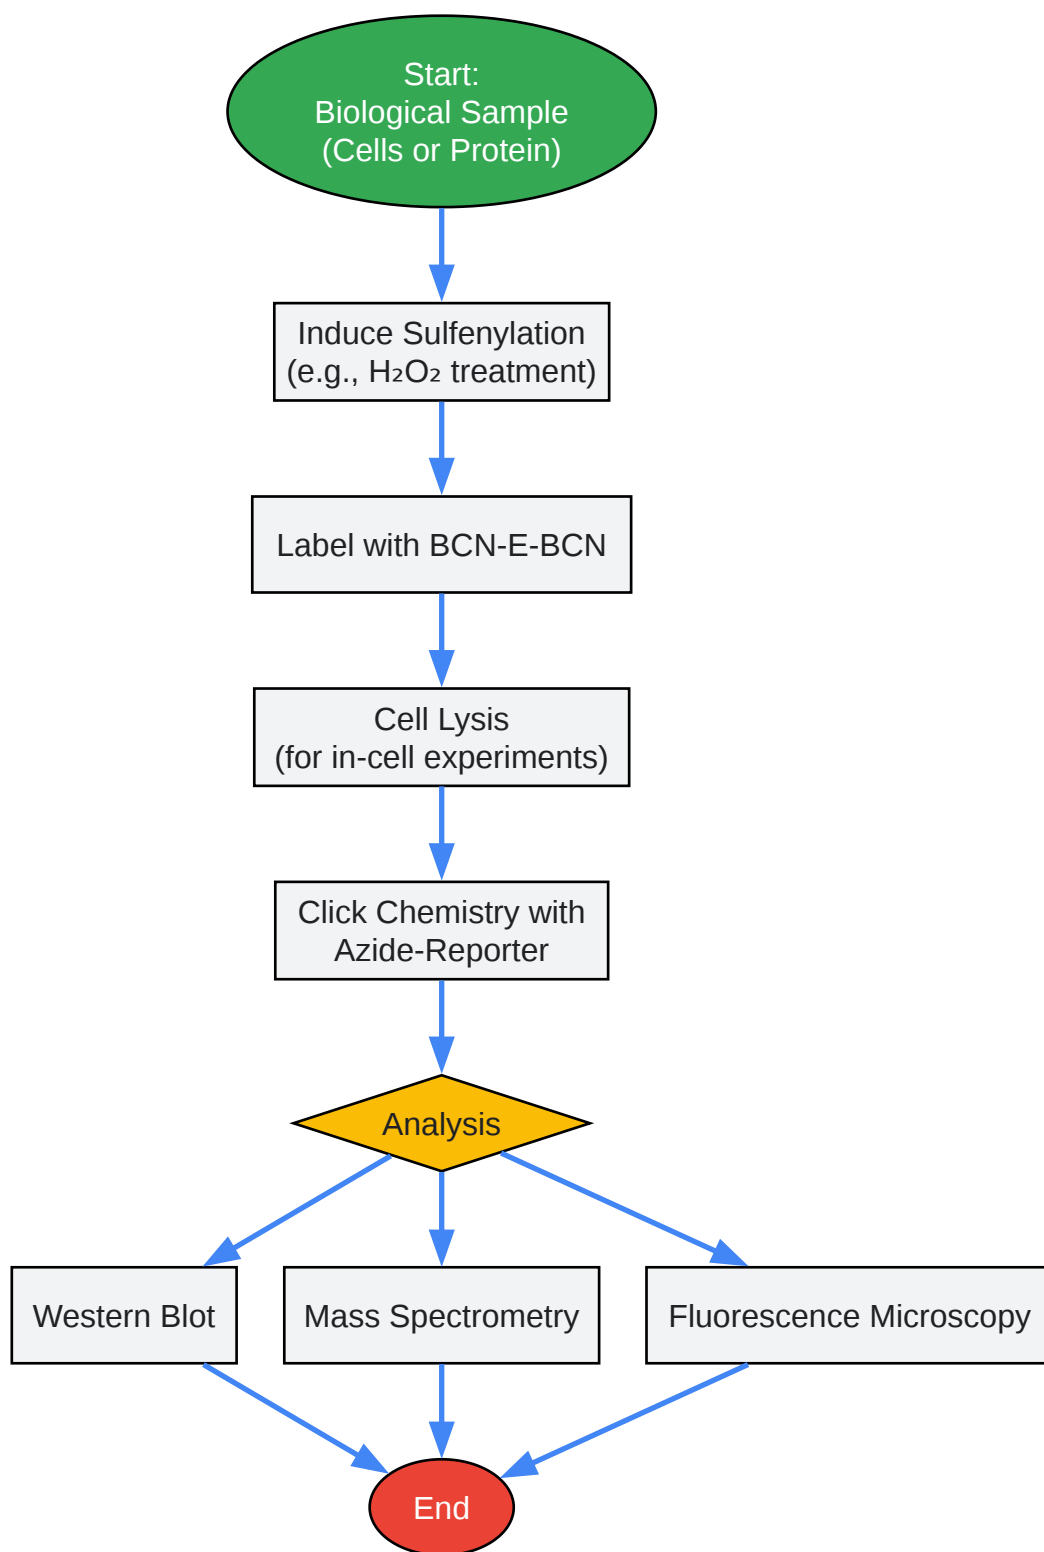 Start:
Biological Sample
(Cells or Protein)
Induce Sulfenylation
(e.g., H₂O₂ treatment)
Label with BCN-E-BCN
Cell Lysis
(for in-cell experiments)
Click Chemistry with
Azide-Reporter
Analysis
Western Blot
Mass Spectrometry
Fluorescence Microscopy
End